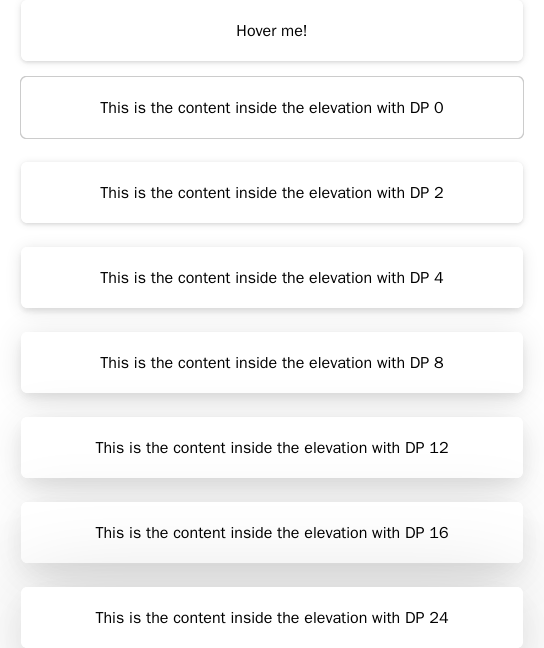 Hover me!
This is the content inside the elevation with DP 0
This is the content inside the elevation with DP 2
This is the content inside the elevation with DP 4
This is the content inside the elevation with DP 8
This is the content inside the elevation with DP 12
This is the content inside the elevation with DP 16
This is the content inside the elevation with DP 24